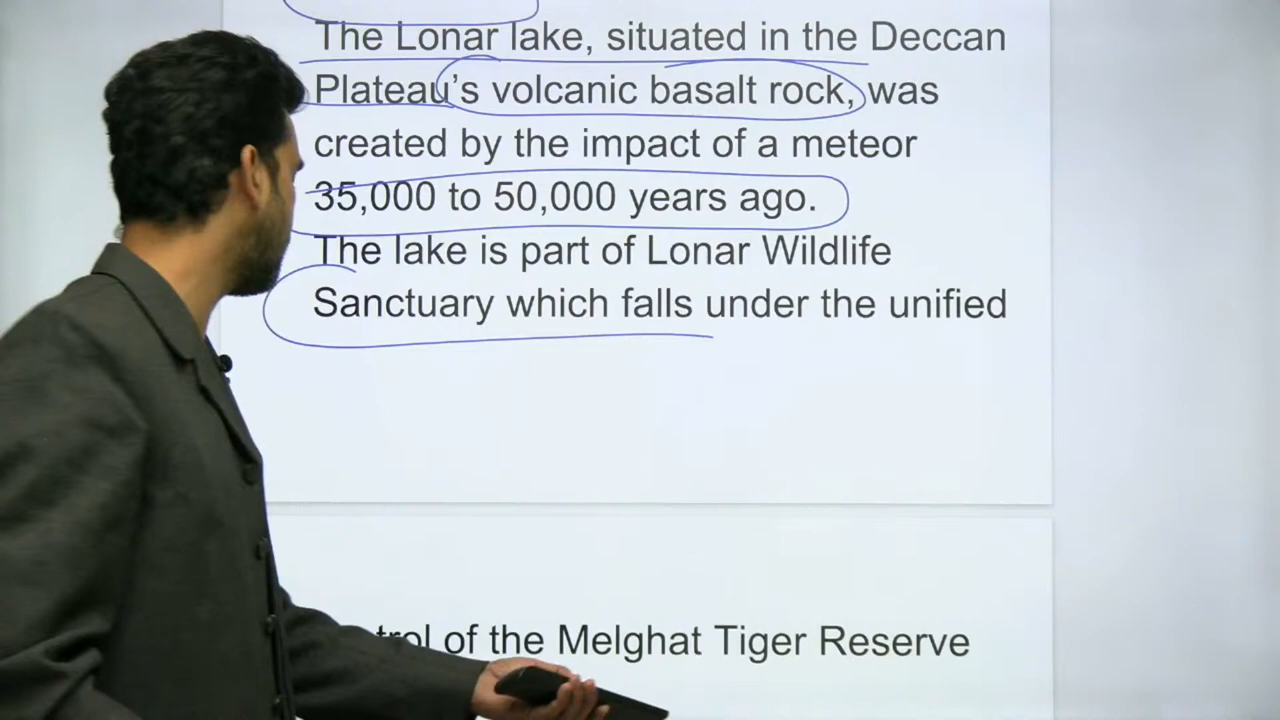 The Lonar lake, situated in the Deccan
Plateau’s volcanic basalt rock, was
created by the impact of a meteor
35,000 to 50,000 years ago.
The lake is part of Lonar Wildlife
Sanctuary which falls under the unified
of the Melghat Tiger Reserve